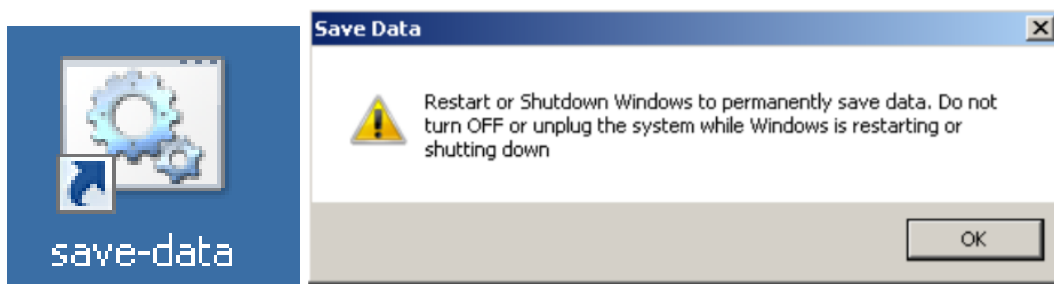 save-data
Save Data
Restart or Shutdown Windows to permanently save data. Do not
turn OFF or unplug the system while Windows is restarting or
shutting down
OK